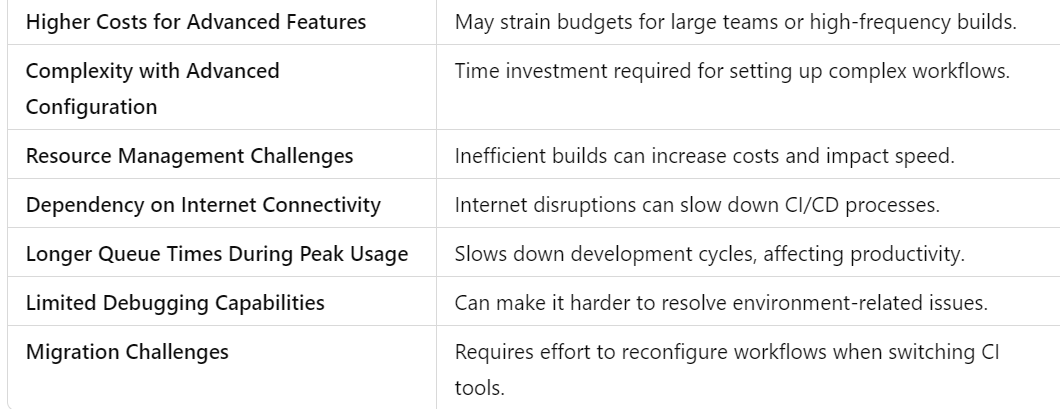 Higher Costs for Advanced Features
May strain budgets for large teams or high-frequency builds.
Complexity with Advanced
Configuration
Time investment required for setting up complex workflows.
Resource Management Challenges
Inefficient builds can increase costs and impact speed.
Dependency on Internet Connectivity
Internet disruptions can slow down CI/CD processes.
Longer Queue Times During Peak Usage
Slows down development cycles, affecting productivity.
Limited Debugging Capabilities
Can make it harder to resolve environment-related issues.
Migration Challenges
Requires effort to reconfigure workflows when switching CI
tools.